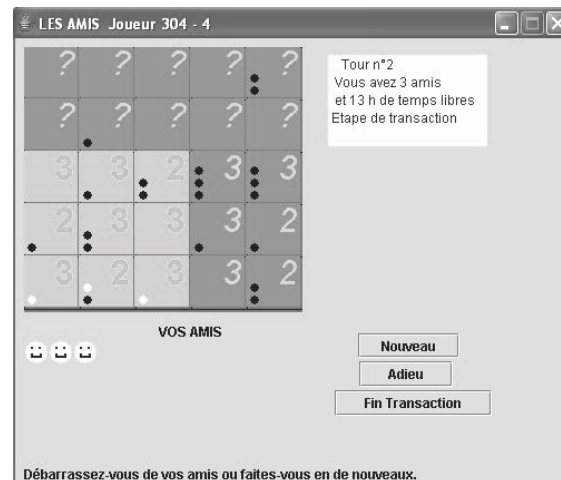 LES AMIS Joueur 304 - 4
? ? ? ? ?
? ? ? ? ?
3 3 2 3 3
2 3 3 3 2
3 2 3 3 2
Tour n°2
Vous avez 3 amis
et 13 h de temps libres
Etape de transaction
VOS AMIS
Nouveau
Adieu
Fin Transaction
Débarrassez-vous de vos amis ou faites-vous en de nouveaux.